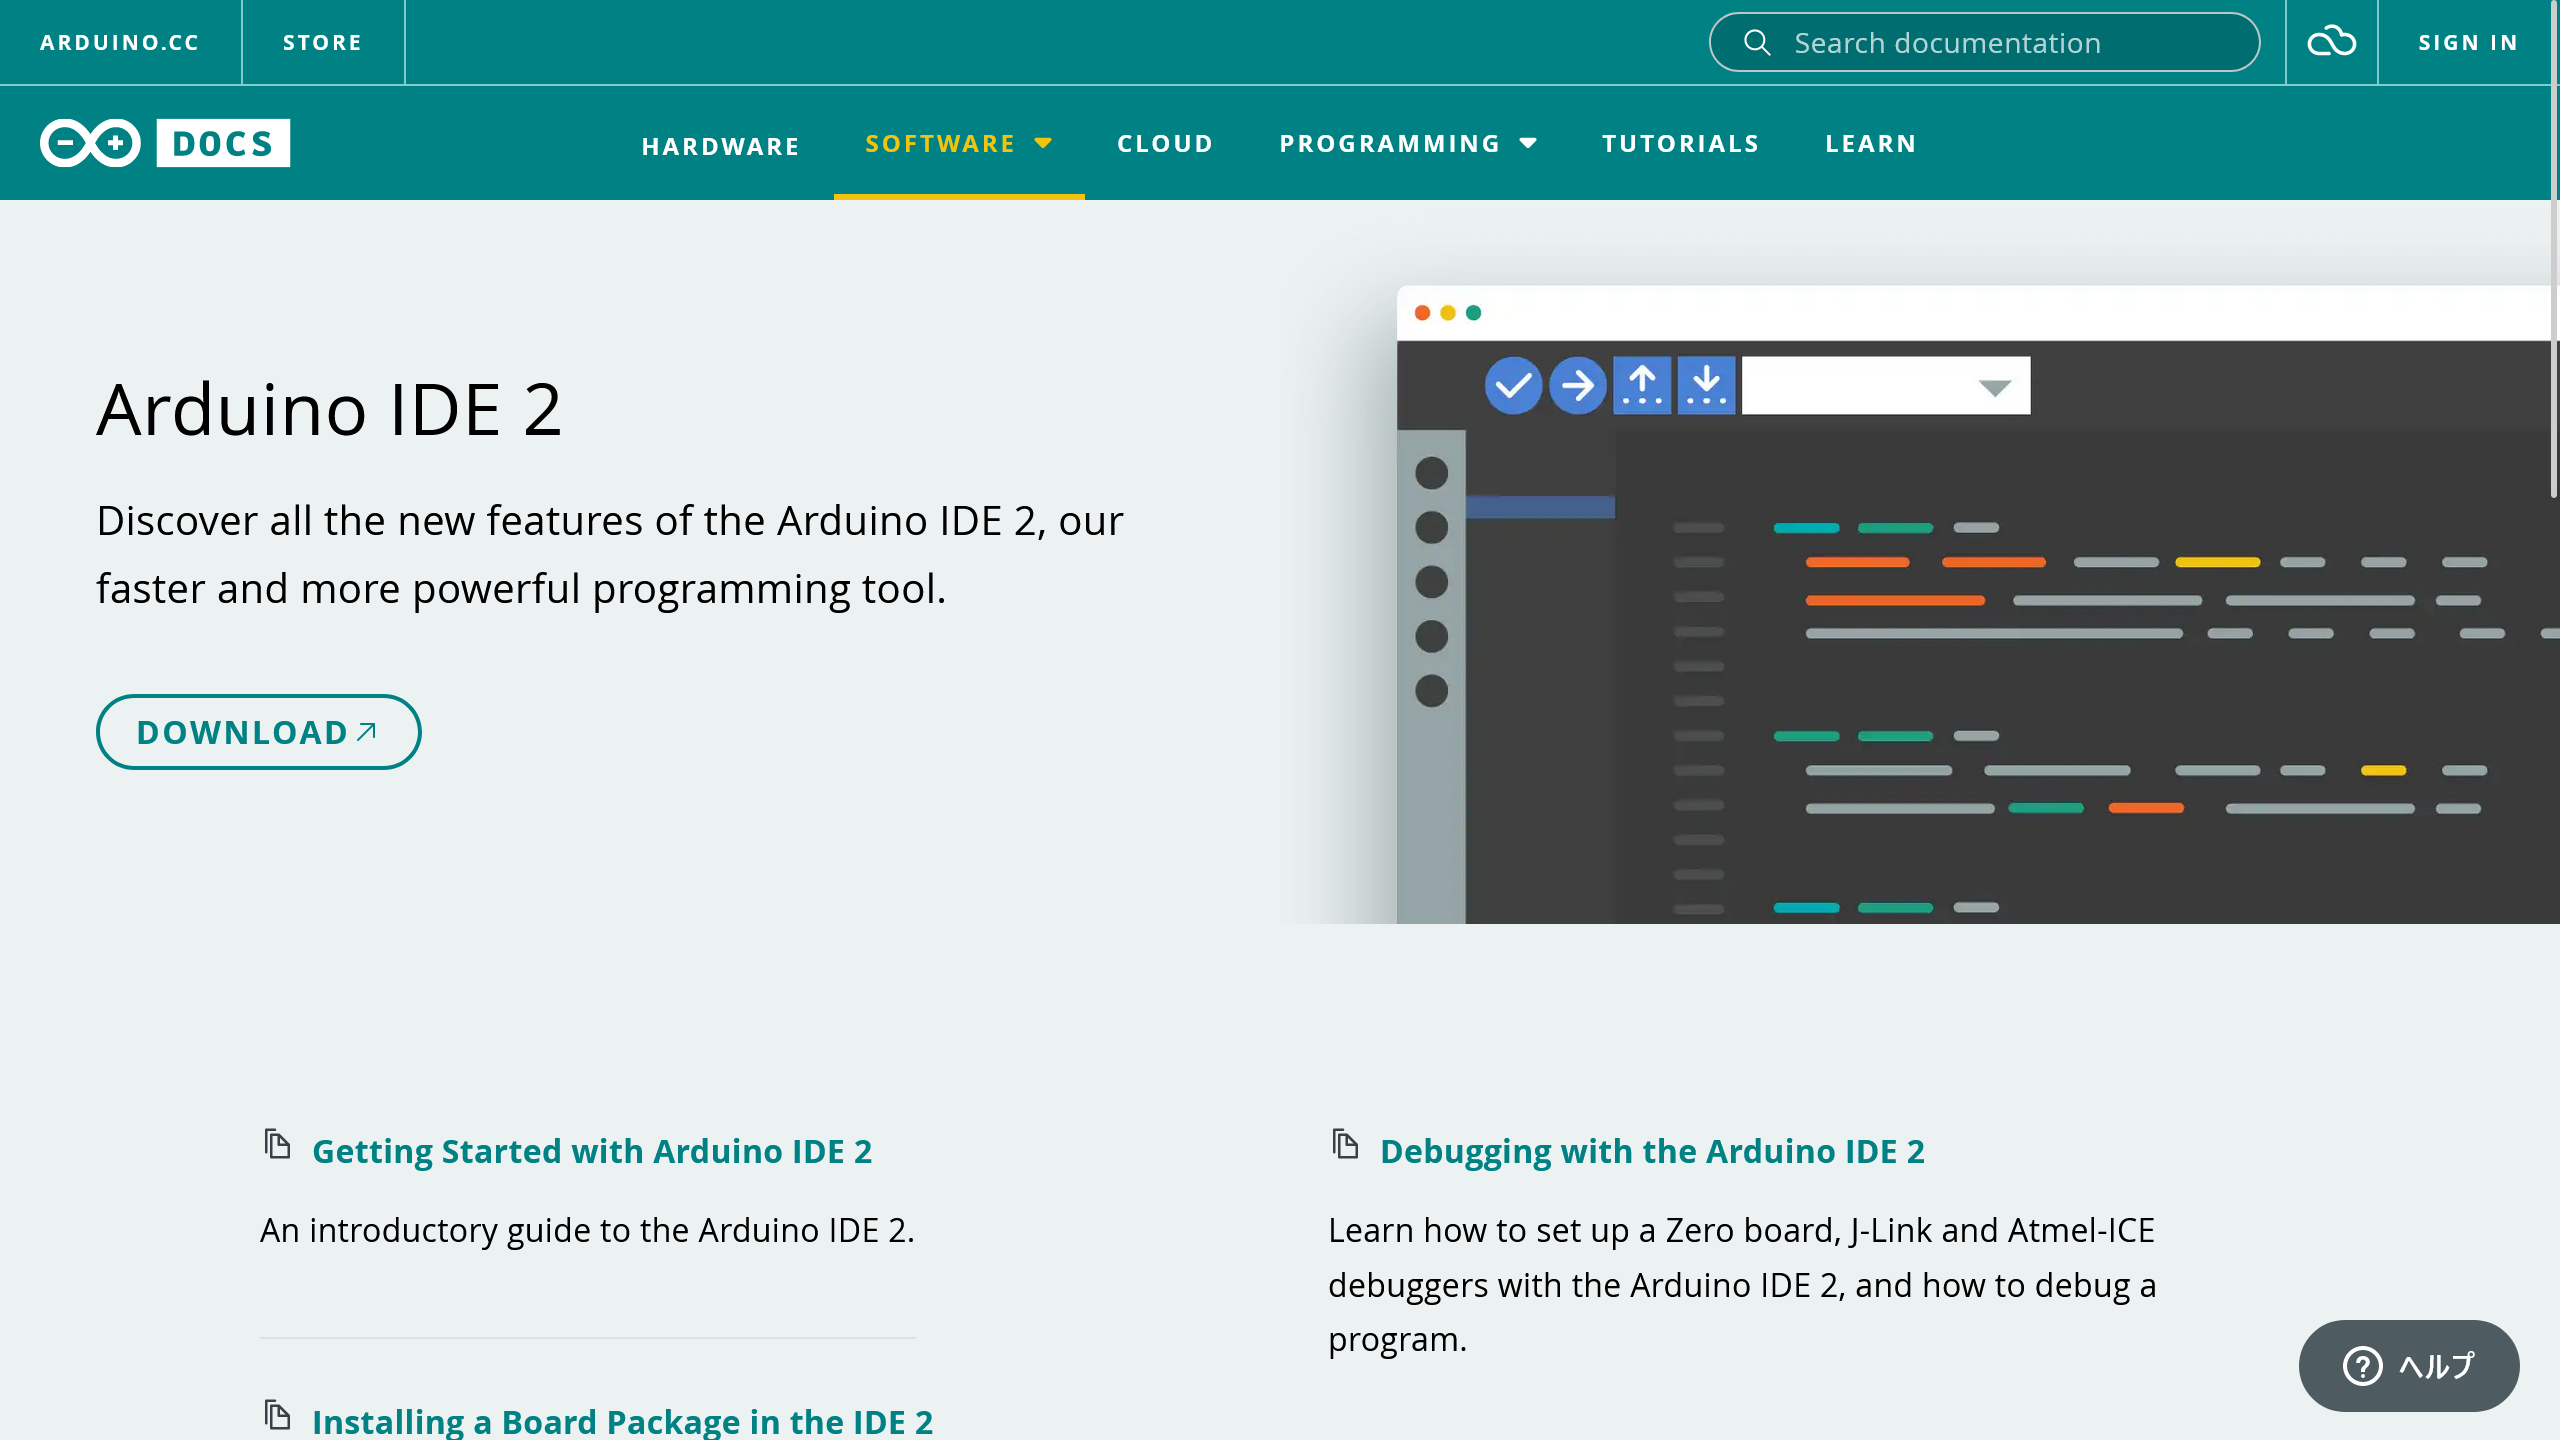 ARDUINO.CC
STORE
Search documentation
SIGN IN
DOCS
HARDWARE
SOFTWARE
CLOUD
PROGRAMMING
TUTORIALS
LEARN
Arduino IDE 2
Discover all the new features of the Arduino IDE 2, our
faster and more powerful programming tool.
DOWNLOAD
Getting Started with Arduino IDE 2
An introductory guide to the Arduino IDE 2.
Installing a Board Package in the IDE 2
Debugging with the Arduino IDE 2
Learn how to set up a Zero board, J-Link and Atmel-ICE
debuggers with the Arduino IDE 2, and how to debug a
program.
ヘルプ